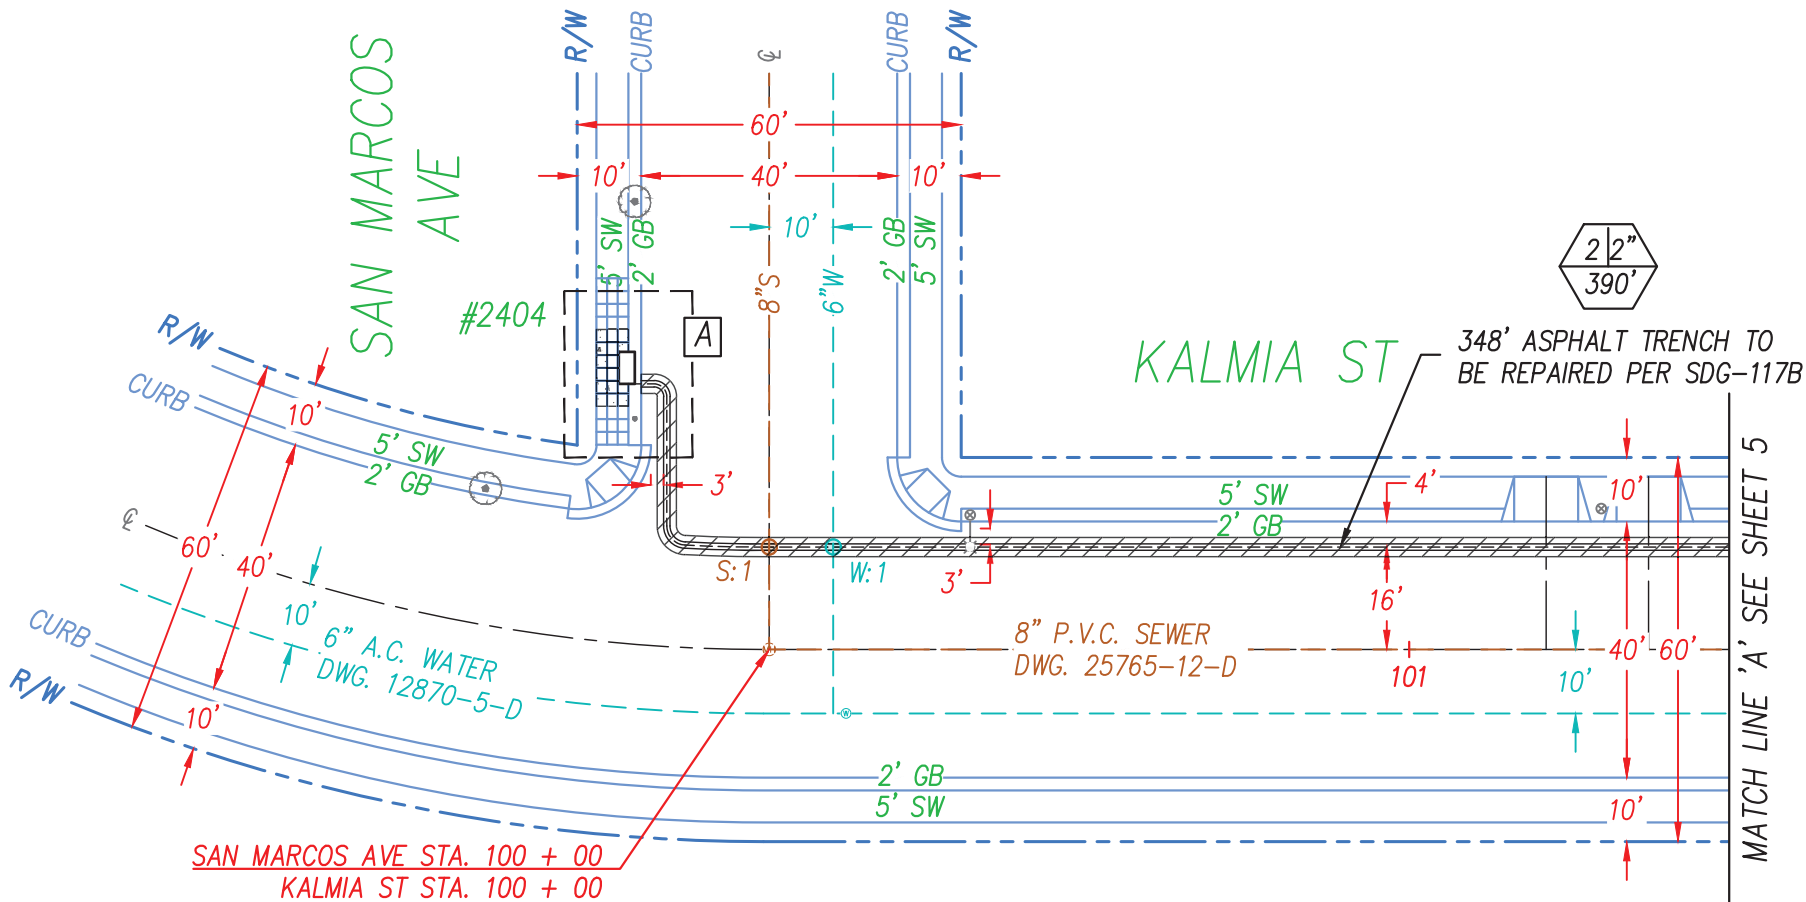 R/W
CURB
℄
CURB
R/W
SAN MARCOS
AVE
60'
10'
40'
10'
5' SW
2' GB
10'
2' GB
5' SW
8"S
6"W
2 2"
390'
#2404
A
348' ASPHALT TRENCH TO
BE REPAIRED PER SDG-117B
KALMIA ST
R/W
CURB
10'
5' SW
2' GB
3'
4'
10'
5' SW
2' GB
℄
60'
40'
S:1
W:1
3'
16'
10'
6" A.C. WATER
DWG. 12870-5-D
8" P.V.C. SEWER
DWG. 25765-12-D
101
40'
60'
10'
CURB
R/W
10'
MH
W
2' GB
5' SW
10'
MATCH LINE 'A' SEE SHEET 5
SAN MARCOS AVE STA. 100 + 00
KALMIA ST STA. 100 + 00